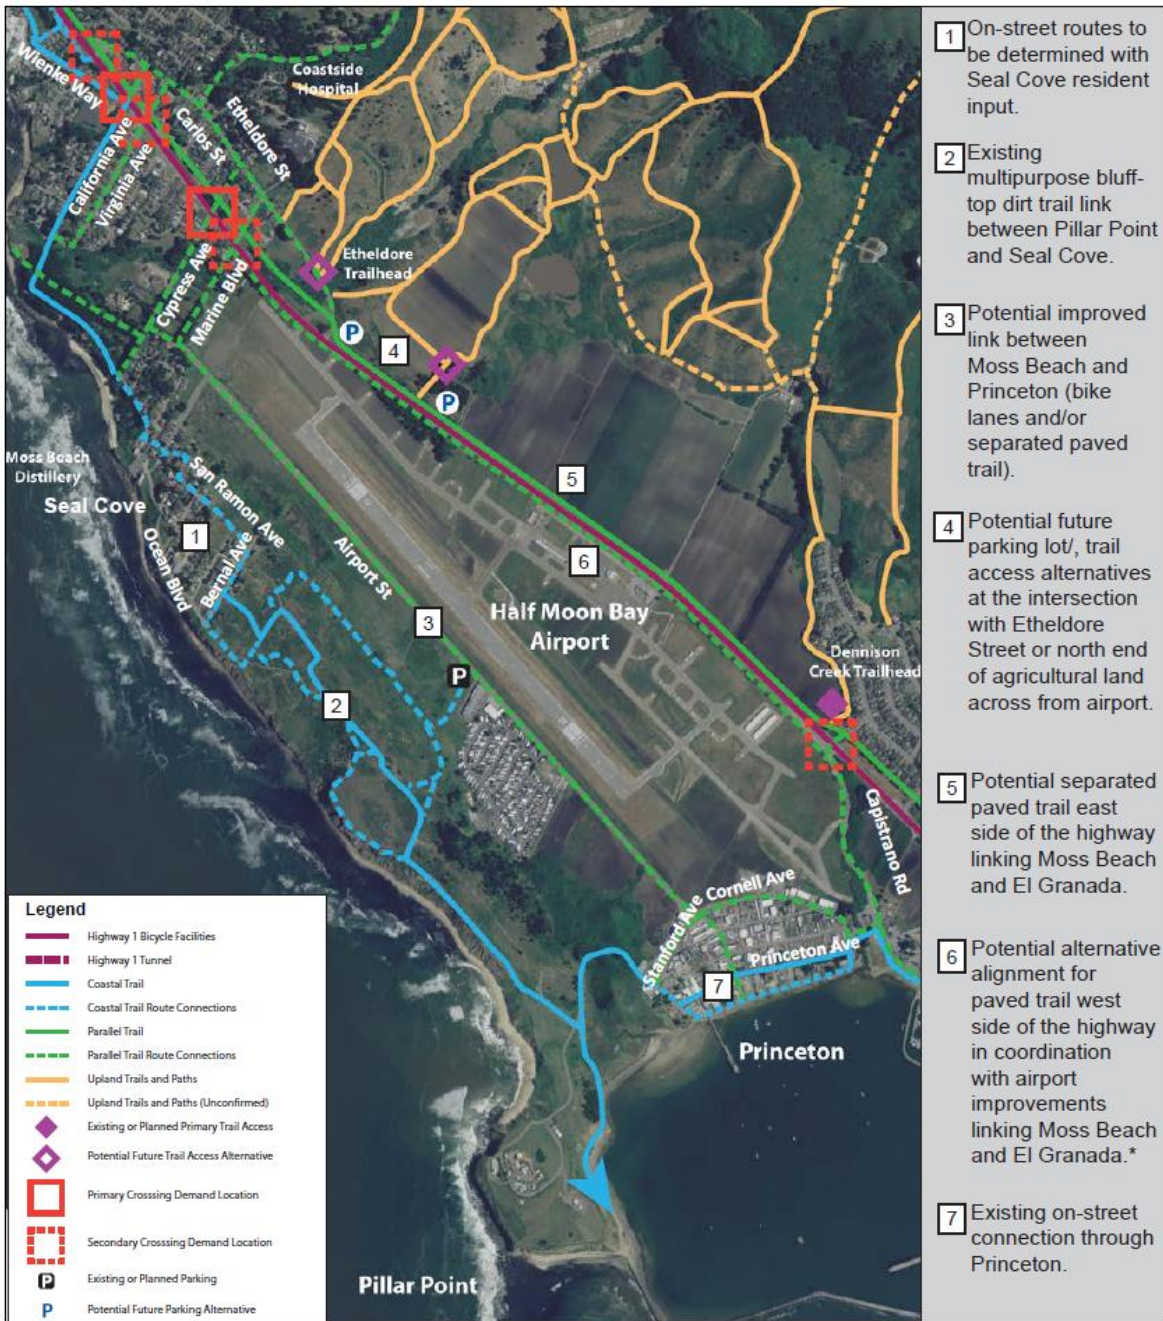 Wienke Way
California Ave
Virginia Ave
Carlos St
Etheldore St
Coastside
Hospital
Etheldore
Trailhead
Cypress Ave
Marine Blvd
P
4
P
Moss Beach
Distillery
Seal Cove
San Ramon Ave
1
Ocean Blvd
Bernal Ave
Airport St
5
6
3
Half Moon Bay
Airport
P
2
Dennison
Creek Trailhead
Capistrano Rd
Cornell Ave
Stanford Ave
Princeton Ave
7
Princeton
Pillar Point
Legend
Highway 1 Bicycle Facilities
Highway 1 Tunnel
Coastal Trail
Coastal Trail Route Connections
Parallel Trail
Parallel Trail Route Connections
Upland Trails and Paths
Upland Trails and Paths (Unconfirmed)
Existing or Planned Primary Trail Access
Potential Future Trail Access Alternative
Primary Crosssing Demand Location
Secondary Crosssing Demand Location
P Existing or Planned Parking
P Potential Future Parking Alternative
1 On-street routes to
be determined with
Seal Cove resident
input.
2 Existing
multipurpose bluff-
top dirt trail link
between Pillar Point
and Seal Cove.
3 Potential improved
link between
Moss Beach and
Princeton (bike
lanes and/or
separated paved
trail).
4 Potential future
parking lot/, trail
access alternatives
at the intersection
with Etheldore
Street or north end
of agricultural land
across from airport.
5 Potential separated
paved trail east
side of the highway
linking Moss Beach
and El Granada.
6 Potential alternative
alignment for
paved trail west
side of the highway
in coordination
with airport
improvements
linking Moss Beach
and El Granada.*
7 Existing on-street
connection through
Princeton.